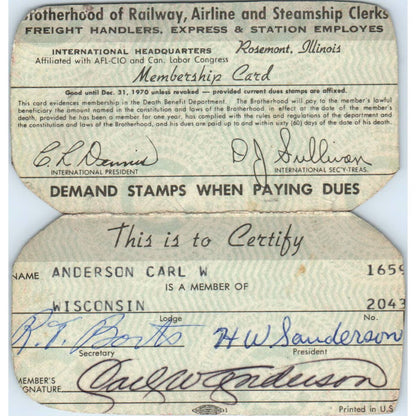 Brotherhood of Railway, Airline and Steamship Clerks
FREIGHT HANDLERS, EXPRESS & STATION EMPLOYES
INTERNATIONAL HEADQUARTERS Rosemont, Illinois
Affiliated with AFL-CIO and Can. Labor Congress
Membership Card
Good until Dec. 31, 1970 unless revoked — provided current dues stamps are affixed.
This card evidences membership in the Death Benefit Department. The Brotherhood will pay to the member's lawful
beneficiary the amount named in the constitution and laws of the Brotherhood, in effect at the date of the member's
death, provided he has been a member for one year, has complied with the rules and regulations of the department and
the constitution and laws of the Brotherhood, and his dues are paid up to and within sixty (60) days of the date of his death.
C L Dennis D J Sullivan
INTERNATIONAL PRESIDENT INTERNATIONAL SEC'Y-TREAS.
DEMAND STAMPS WHEN PAYING DUES
This is to Certify
NAME ANDERSON CARL W 1659
IS A MEMBER OF
WISCONSIN 2043
Lodge No.
R. T. H W Sanderson
Secretary President
MEMBER'S
SIGNATURE Carl W Anderson
Printed in U.S